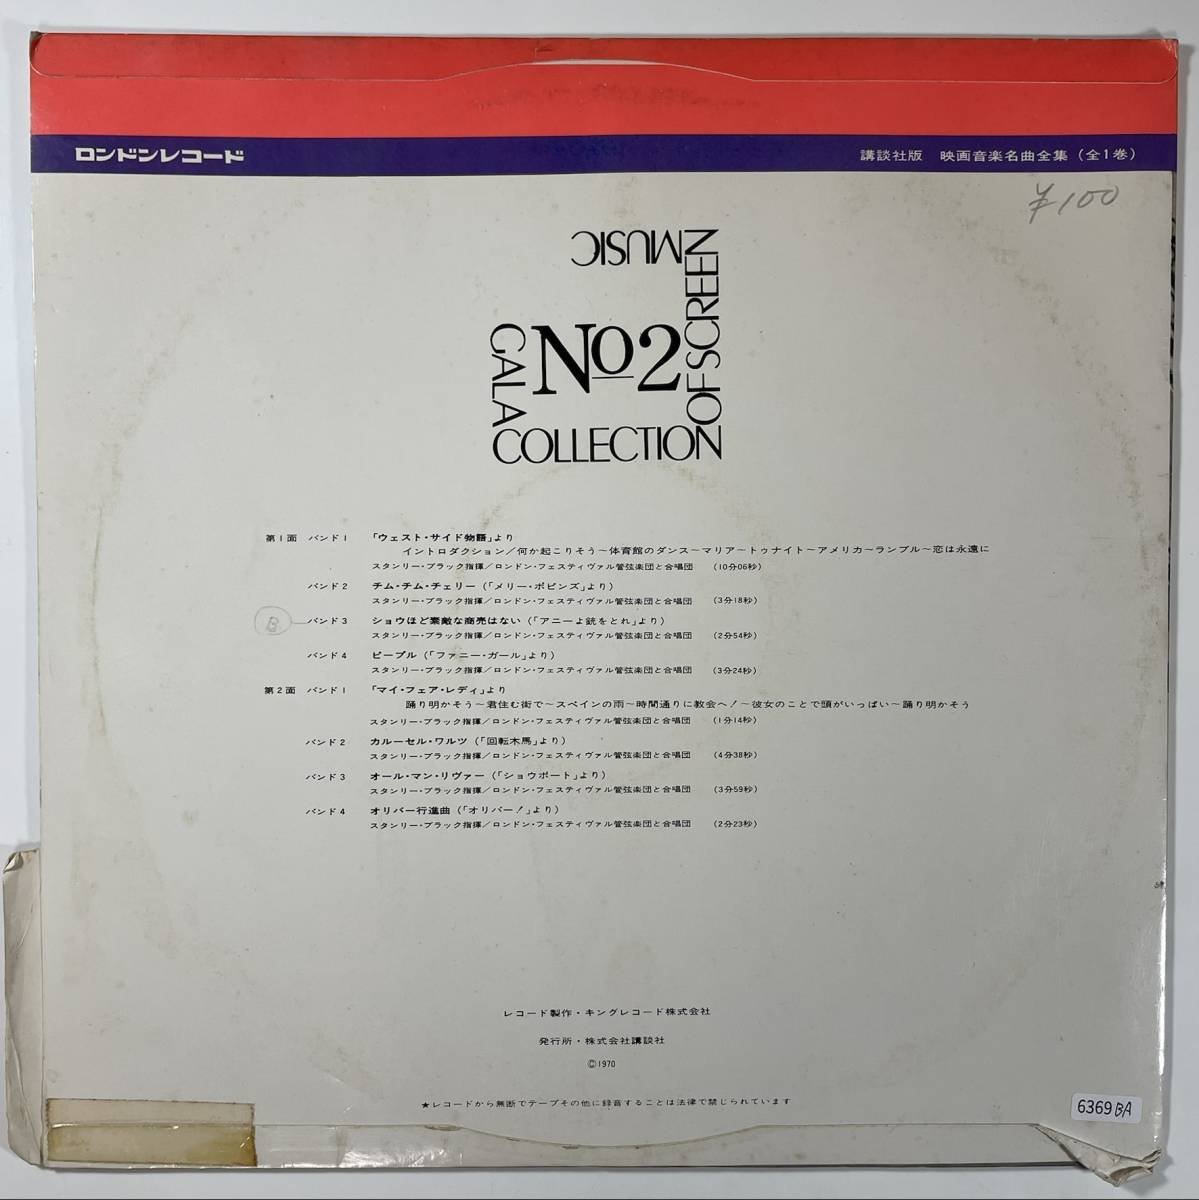 ロンドンレコード
講談社版 映画音楽名曲全集（全1巻）
¥100
GALA
COLLECTION
OF SCREEN
MUSIC
No2
第1面 バンド1 「ウェスト・サイド物語」より
イントロダクション／何か起こりそう～体育館のダンス～マリア～トゥナイト～アメリカ～ランブル～恋は永遠に
スタンリー・ブラック指揮／ロンドン・フェスティヴァル管弦楽団と合唱団 （10分06秒）
バンド2 チム・チム・チェリー（「メリー・ポピンズ」より）
スタンリー・ブラック指揮／ロンドン・フェスティヴァル管弦楽団と合唱団 （3分18秒）
B バンド3 ショウほど素敵な商売はない（「アニーよ銃をとれ」より）
スタンリー・ブラック指揮／ロンドン・フェスティヴァル管弦楽団と合唱団 （2分54秒）
バンド4 ピープル（「ファニー・ガール」より）
スタンリー・ブラック指揮／ロンドン・フェスティヴァル管弦楽団と合唱団 （3分24秒）
第2面 バンド1 「マイ・フェア・レディ」より
踊り明かそう～君住む街で～スペインの雨～時間通りに教会へ！～彼女のことで頭がいっぱい～踊り明かそう
スタンリー・ブラック指揮／ロンドン・フェスティヴァル管弦楽団と合唱団 （1分14秒）
バンド2 カルーセル・ワルツ（「回転木馬」より）
スタンリー・ブラック指揮／ロンドン・フェスティヴァル管弦楽団と合唱団 （4分38秒）
バンド3 オール・マン・リヴァー（「ショウボート」より）
スタンリー・ブラック指揮／ロンドン・フェスティヴァル管弦楽団と合唱団 （3分59秒）
バンド4 オリバー行進曲（「オリバー！」より）
スタンリー・ブラック指揮／ロンドン・フェスティヴァル管弦楽団と合唱団 （2分23秒）
レコード製作・キングレコード株式会社
発行所・株式会社講談社
©1970
★レコードから無断でテープその他に録音することは法律で禁じられています
6369BA